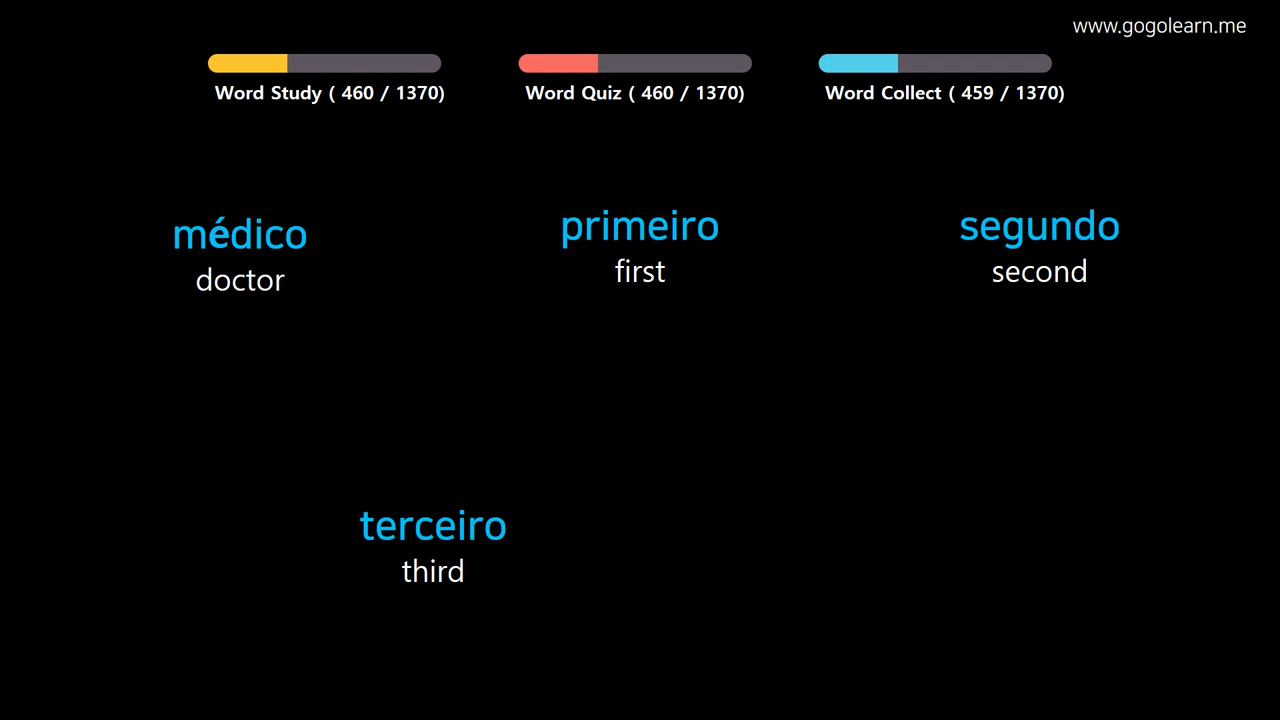 www.gogolearn.me
Word Study ( 460 / 1370)
Word Quiz ( 460 / 1370)
Word Collect ( 459 / 1370)
médico
doctor
primeiro
first
segundo
second
terceiro
third